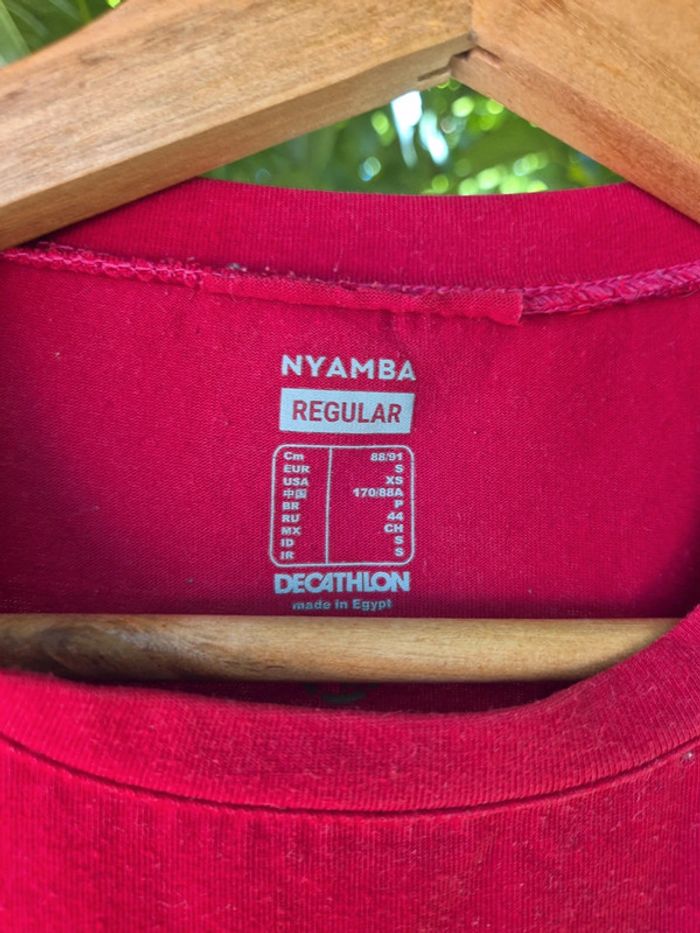 NYAMBA
REGULAR
Cm 88/91
EUR S
USA XS
中国 170/88A
BR P
RU 44
MX CH
ID S
IR S
DECATHLON
made in Egypt